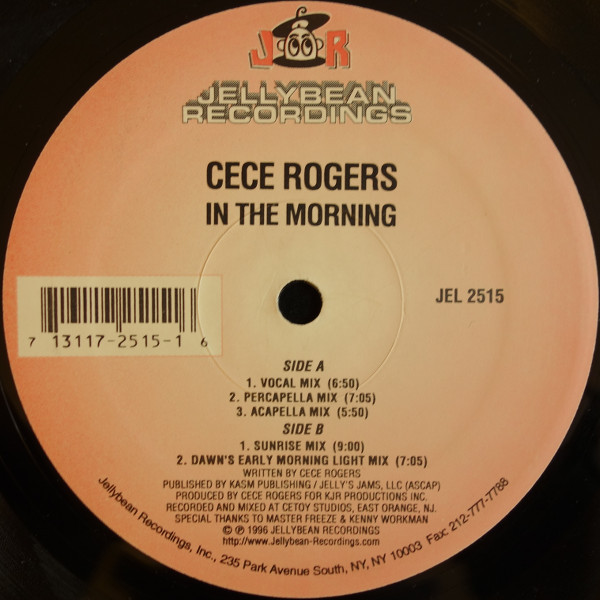 J R
JELLYBEAN
RECORDINGS
CECE ROGERS
IN THE MORNING
JEL 2515
7 13117-2515-1 6
SIDE A
1. VOCAL MIX (6:50)
2. PERCAPELLA MIX (7:05)
3. ACAPELLA MIX (5:50)
SIDE B
1. SUNRISE MIX (9:00)
2. DAWN'S EARLY MORNING LIGHT MIX (7:05)
WRITTEN BY CECE ROGERS
PUBLISHED BY KASM PUBLISHING / JELLY'S JAMS, LLC (ASCAP)
PRODUCED BY CECE ROGERS FOR KJR PRODUCTIONS INC.
RECORDED AND MIXED AT CETOY STUDIOS, EAST ORANGE, NJ.
SPECIAL THANKS TO MASTER FREEZE & KENNY WORKMAN
© ℗ 1996 JELLYBEAN RECORDINGS
http://www.Jellybean-Recordings.com
Jellybean Recordings, Inc., 235 Park Avenue South, NY, NY 10003 Fax: 212-777-7788